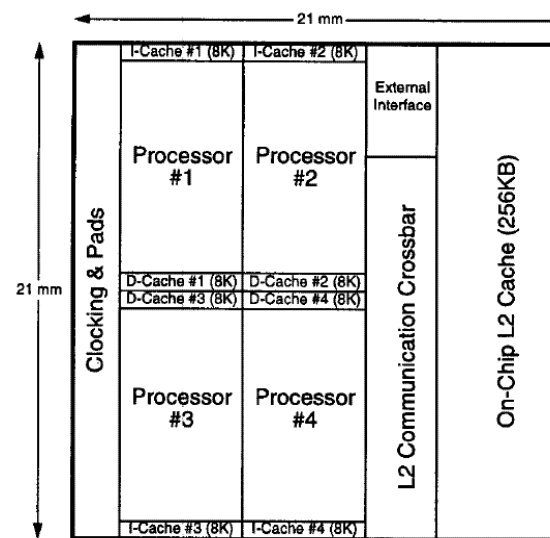 21 mm
I-Cache #1 (8K)
I-Cache #2 (8K)
External
Interface
Processor
#1
Processor
#2
21 mm
Clocking & Pads
D-Cache #1 (8K)
D-Cache #2 (8K)
D-Cache #3 (8K)
D-Cache #4 (8K)
L2 Communication Crossbar
On-Chip L2 Cache (256KB)
Processor
#3
Processor
#4
I-Cache #3 (8K)
I-Cache #4 (8K)